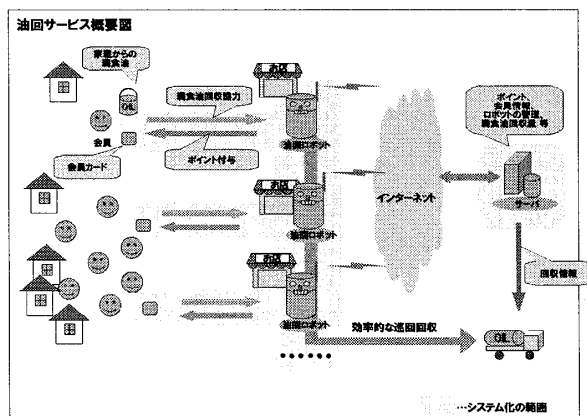 油回サービス概要図
家庭からの
廃食油
OIL
会員
会員カード
廃食油回収協力
ポイント付与
お店
油回ロボット
お店
油回ロボット
お店
油回ロボット
インターネット
ポイント、
会員情報、
ロボットの管理、
廃食油回収量 等
サーバ
回収情報
効率的な巡回回収
OIL
・・・・・・
…システム化の範囲